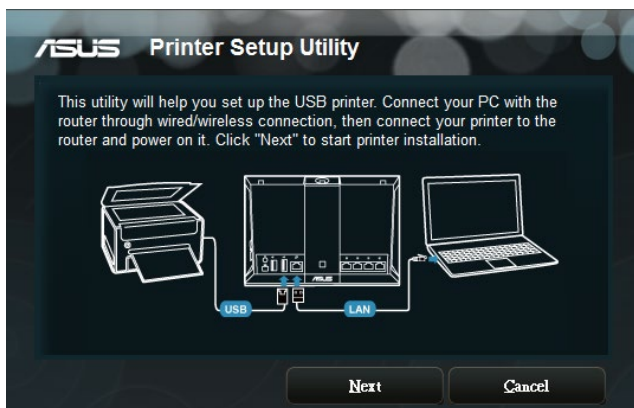 ASUS Printer Setup Utility
This utility will help you set up the USB printer. Connect your PC with the
router through wired/wireless connection, then connect your printer to the
router and power on it. Click "Next" to start printer installation.
ASUS
USB
LAN
Next
Cancel